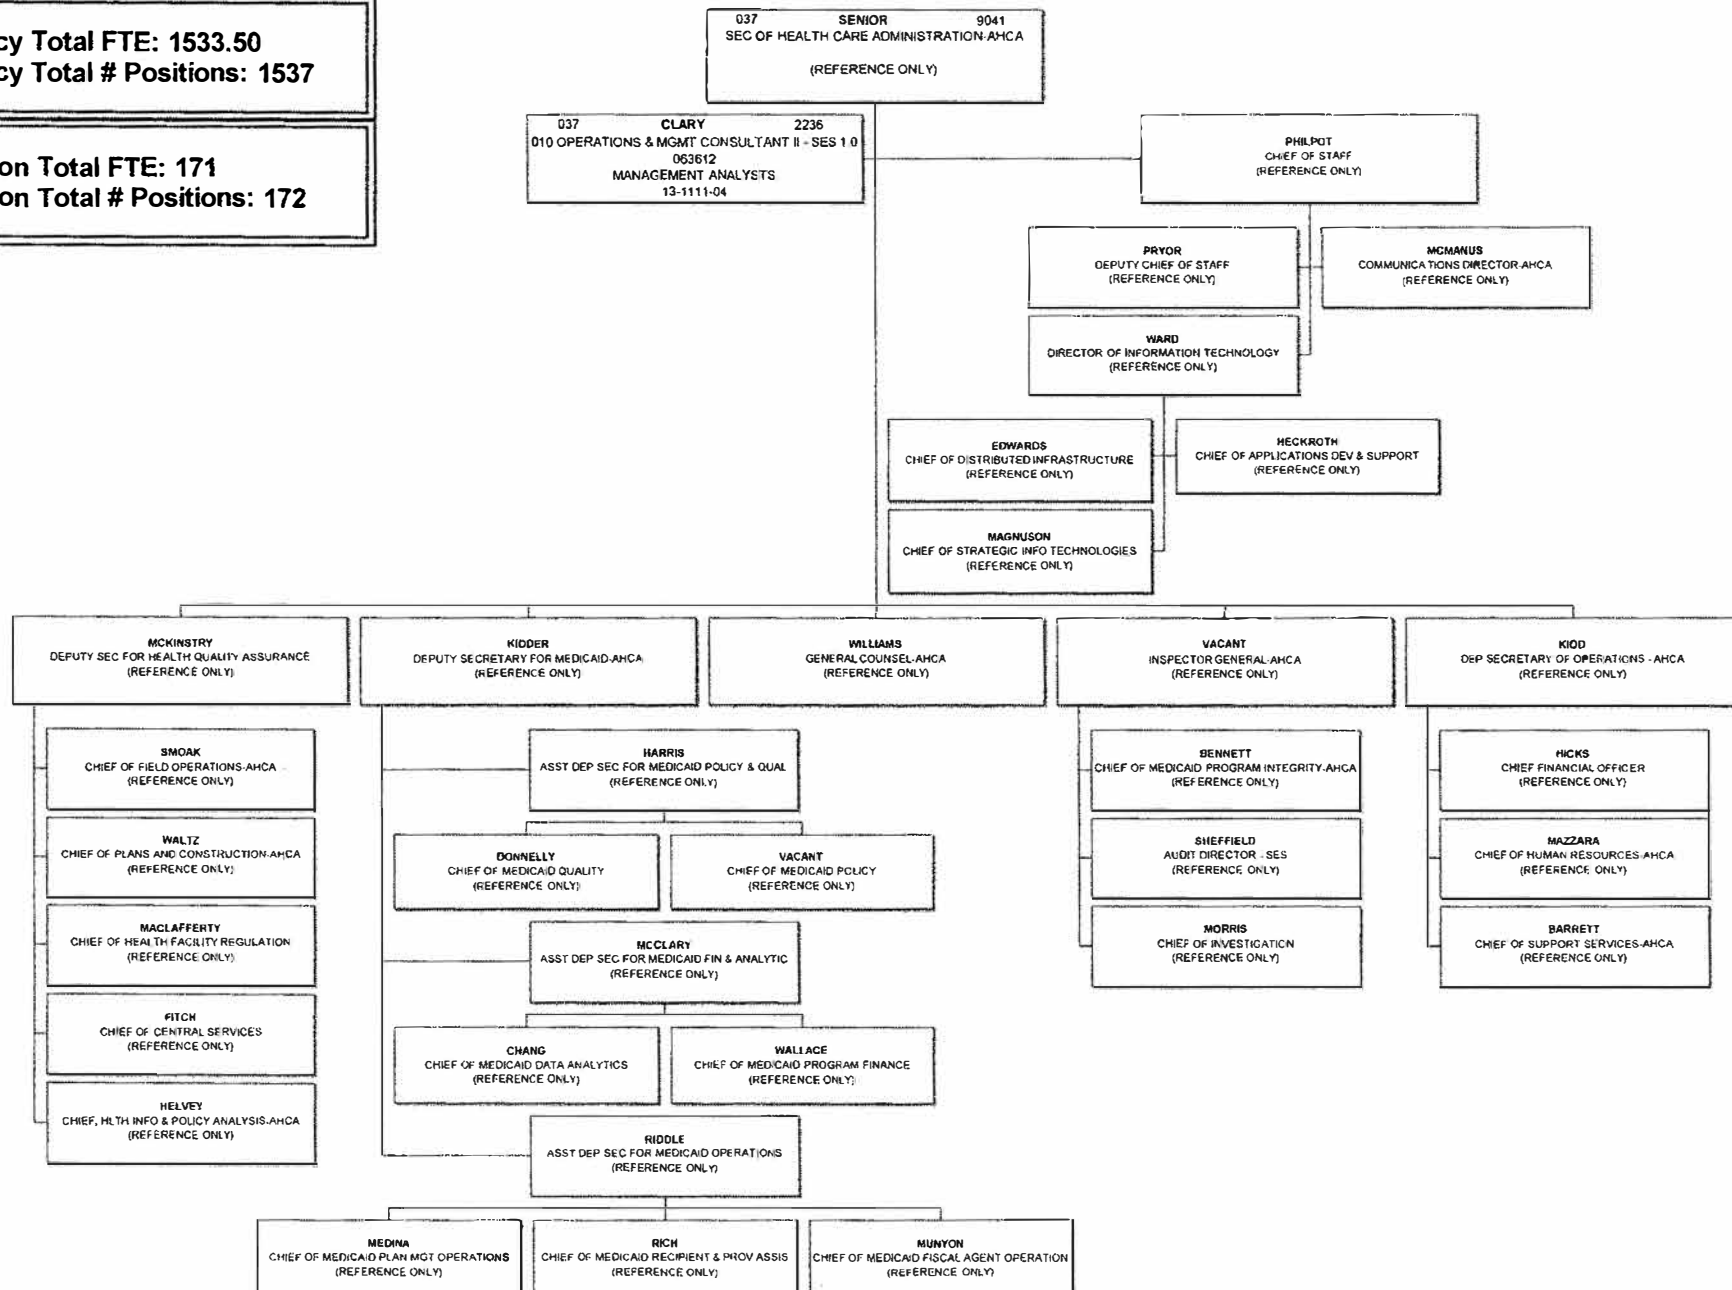 cy Total FTE: 1533.50
cy Total # Positions: 1537
on Total FTE: 171
on Total # Positions: 172
037 SENIOR 9041
SEC OF HEALTH CARE ADMINISTRATION-AHCA
(REFERENCE ONLY)
037 CLARY 2236
010 OPERATIONS & MGMT CONSULTANT II - SES 1.0
063612
MANAGEMENT ANALYSTS
13-1111-04
PHILPOT
CHIEF OF STAFF
(REFERENCE ONLY)
PRYOR
DEPUTY CHIEF OF STAFF
(REFERENCE ONLY)
MCMANUS
COMMUNICATIONS DIRECTOR-AHCA
(REFERENCE ONLY)
WARD
DIRECTOR OF INFORMATION TECHNOLOGY
(REFERENCE ONLY)
EDWARDS
CHIEF OF DISTRIBUTED INFRASTRUCTURE
(REFERENCE ONLY)
HECKROTH
CHIEF OF APPLICATIONS DEV & SUPPORT
(REFERENCE ONLY)
MAGNUSON
CHIEF OF STRATEGIC INFO TECHNOLOGIES
(REFERENCE ONLY)
MCKINSTRY
DEPUTY SEC FOR HEALTH QUALITY ASSURANCE
(REFERENCE ONLY)
KIDDER
DEPUTY SECRETARY FOR MEDICAID-AHCA
(REFERENCE ONLY)
WILLIAMS
GENERAL COUNSEL-AHCA
(REFERENCE ONLY)
VACANT
INSPECTOR GENERAL-AHCA
(REFERENCE ONLY)
KIDD
DEP SECRETARY OF OPERATIONS - AHCA
(REFERENCE ONLY)
SMOAK
CHIEF OF FIELD OPERATIONS-AHCA
(REFERENCE ONLY)
WALTZ
CHIEF OF PLANS AND CONSTRUCTION-AHCA
(REFERENCE ONLY)
MACLAFFERTY
CHIEF OF HEALTH FACILITY REGULATION
(REFERENCE ONLY)
FITCH
CHIEF OF CENTRAL SERVICES
(REFERENCE ONLY)
HELVEY
CHIEF, HLTH INFO & POLICY ANALYSIS-AHCA
(REFERENCE ONLY)
HARRIS
ASST DEP SEC FOR MEDICAID POLICY & QUAL
(REFERENCE ONLY)
DONNELLY
CHIEF OF MEDICAID QUALITY
(REFERENCE ONLY)
VACANT
CHIEF OF MEDICAID POLICY
(REFERENCE ONLY)
MCCLARY
ASST DEP SEC FOR MEDICAID FIN & ANALYTIC
(REFERENCE ONLY)
CHANG
CHIEF OF MEDICAID DATA ANALYTICS
(REFERENCE ONLY)
WALLACE
CHIEF OF MEDICAID PROGRAM FINANCE
(REFERENCE ONLY)
RIDDLE
ASST DEP SEC FOR MEDICAID OPERATIONS
(REFERENCE ONLY)
MEDINA
CHIEF OF MEDICAID PLAN MGT OPERATIONS
(REFERENCE ONLY)
RICH
CHIEF OF MEDICAID RECIPIENT & PROV ASSIS
(REFERENCE ONLY)
MUNYON
CHIEF OF MEDICAID FISCAL AGENT OPERATION
(REFERENCE ONLY)
BENNETT
CHIEF OF MEDICAID PROGRAM INTEGRITY-AHCA
(REFERENCE ONLY)
SHEFFIELD
AUDIT DIRECTOR - SES
(REFERENCE ONLY)
MORRIS
CHIEF OF INVESTIGATION
(REFERENCE ONLY)
HICKS
CHIEF FINANCIAL OFFICER
(REFERENCE ONLY)
MAZZARA
CHIEF OF HUMAN RESOURCES-AHCA
(REFERENCE ONLY)
BARRETT
CHIEF OF SUPPORT SERVICES-AHCA
(REFERENCE ONLY)